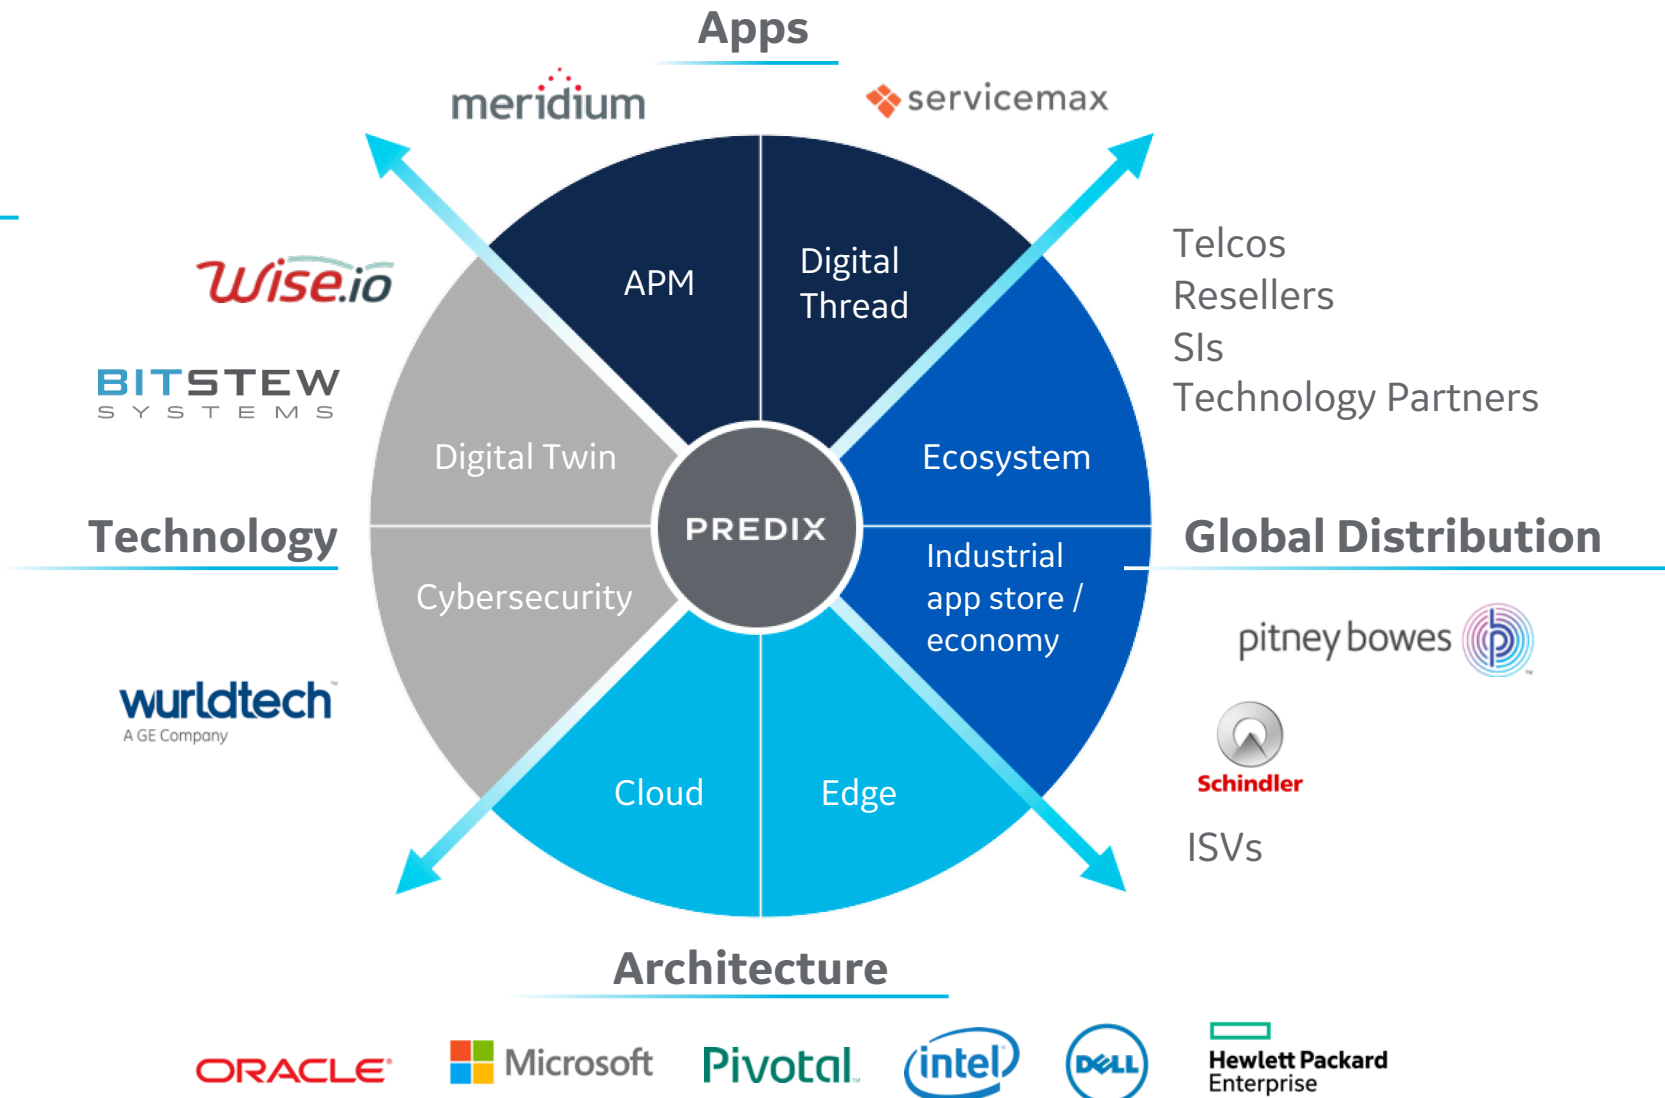 Apps
meridium
servicemax
Wise.io
BITSTEW
SYSTEMS
APM
Digital
Thread
Telcos
Resellers
SIs
Technology Partners
Digital Twin
Ecosystem
PREDIX
Technology
Global Distribution
Cybersecurity
Industrial
app store /
economy
pitney bowes
wurldtech™
A GE Company
Schindler
Cloud
Edge
ISVs
Architecture
ORACLE®
Microsoft
Pivotal
intel
DELL
Hewlett Packard
Enterprise